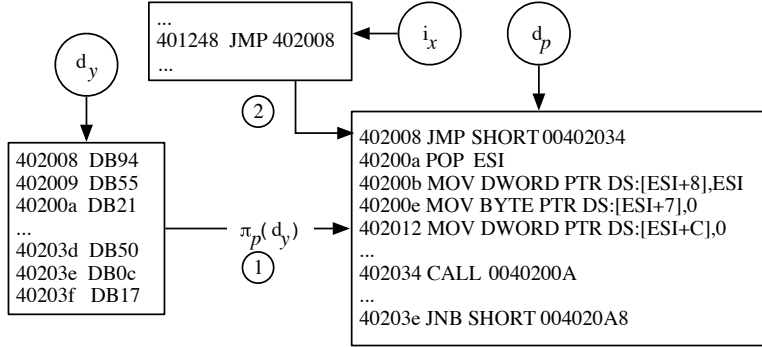 ...
401248 JMP 402008
...
i_x
d_p
d_y
2
402008 DB94
402009 DB55
40200a DB21
...
40203d DB50
40203e DB0c
40203f DB17
π_p(d_y)
1
402008 JMP SHORT 00402034
40200a POP ESI
40200b MOV DWORD PTR DS:[ESI+8],ESI
40200e MOV BYTE PTR DS:[ESI+7],0
402012 MOV DWORD PTR DS:[ESI+C],0
...
402034 CALL 0040200A
...
40203e JNB SHORT 004020A8